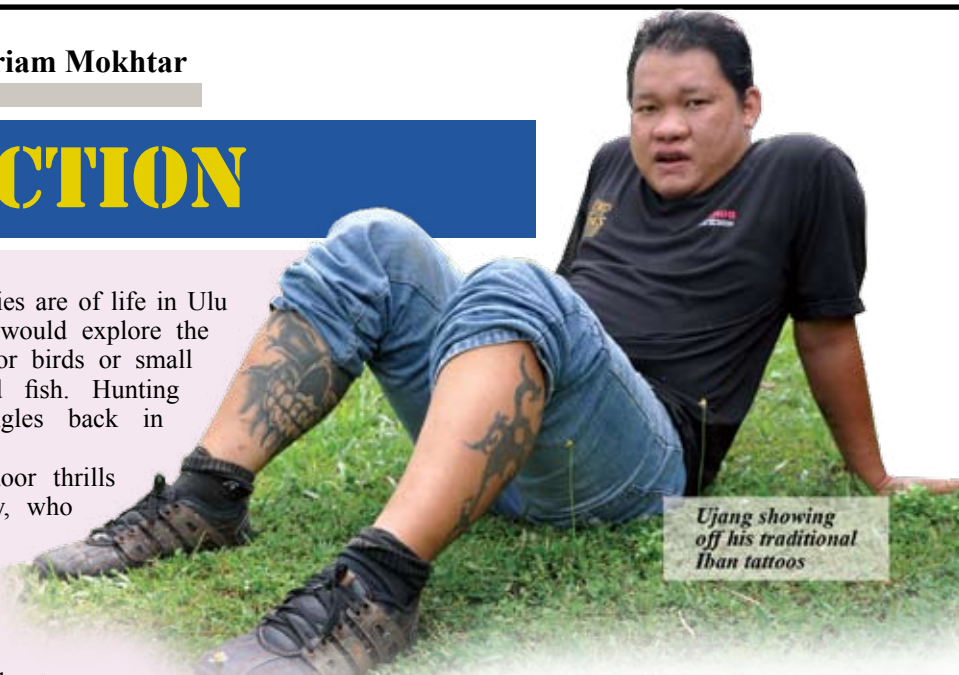 riam Mokhtar
CTION
ies are of life in Ulu
would explore the
or birds or small
l fish. Hunting
gles back in
oor thrills
y, who
Ujang showing
off his traditional
Iban tattoos